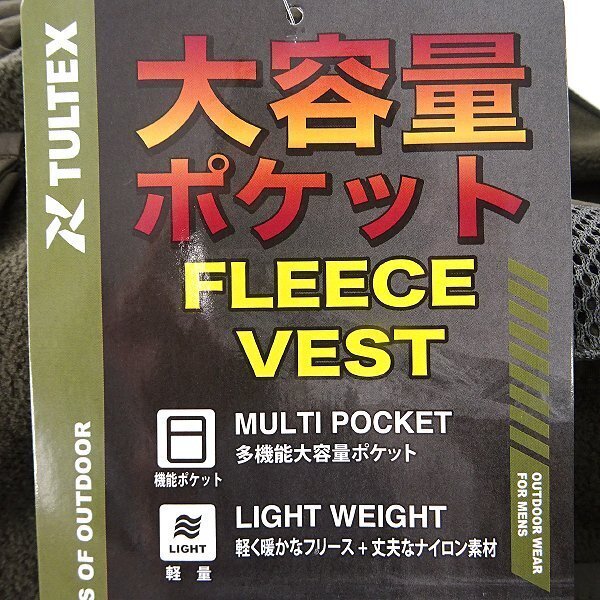 TULTEX
大容量
ポケット
FLEECE
VEST
MULTI POCKET
多機能大容量ポケット
機能ポケット
LIGHT WEIGHT
軽く暖かなフリース+丈夫なナイロン素材
LIGHT
軽量
OF OUTDOOR
OUTDOOR WEAR
FOR MENS